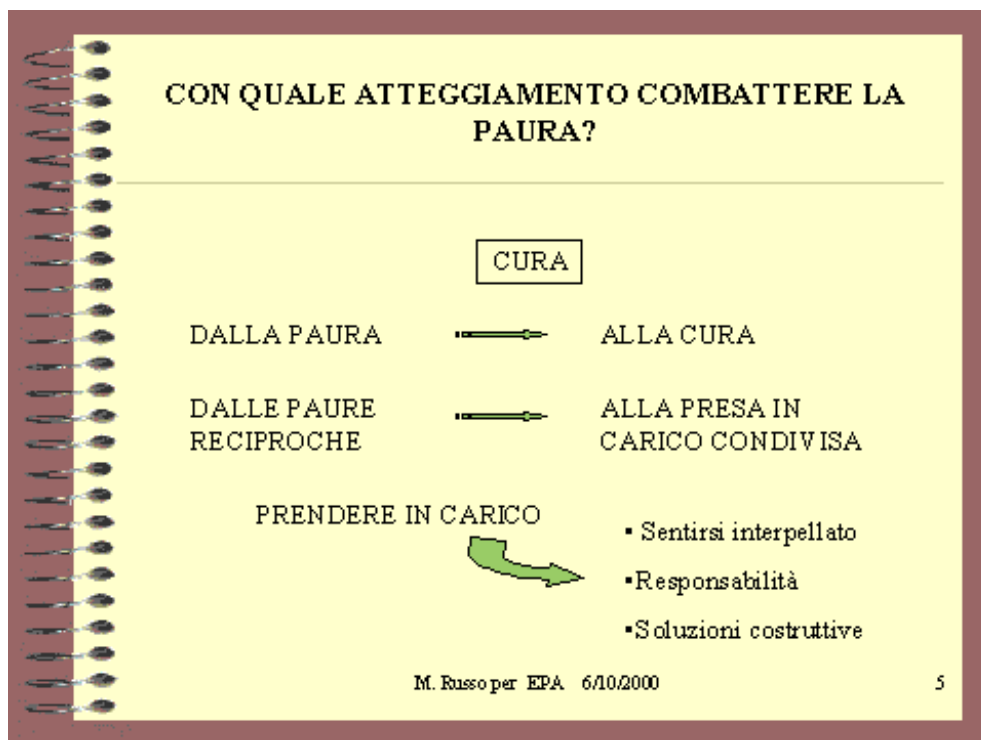 CON QUALE ATTEGGIAMENTO COMBATTERE LA
PAURA?
CURA
DALLA PAURA
ALLA CURA
DALLE PAURE
RECIPROCHE
ALLA PRESA IN
CARICO CONDIVISA
PRENDERE IN CARICO
▪ Sentirsi interpellato
▪Responsabilità
▪Soluzioni costruttive
M. Russo per EPA 6/10/2000
5